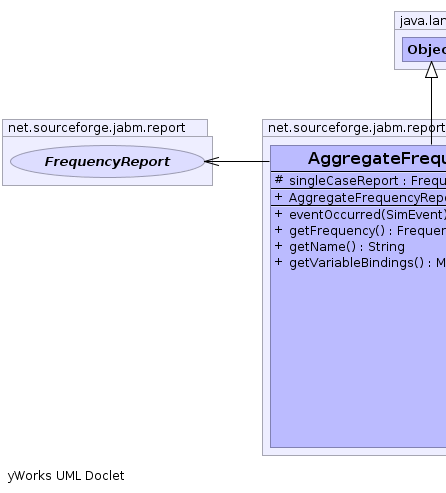 java.lan
Objec
net.sourceforge.jabm.report
FrequencyReport
net.sourceforge.jabm.report
AggregateFrequ
# singleCaseReport : Frequ
+ AggregateFrequencyRepo
+ eventOccurred(SimEvent)
+ getFrequency() : Frequen
+ getName() : String
+ getVariableBindings() : M
yWorks UML Doclet